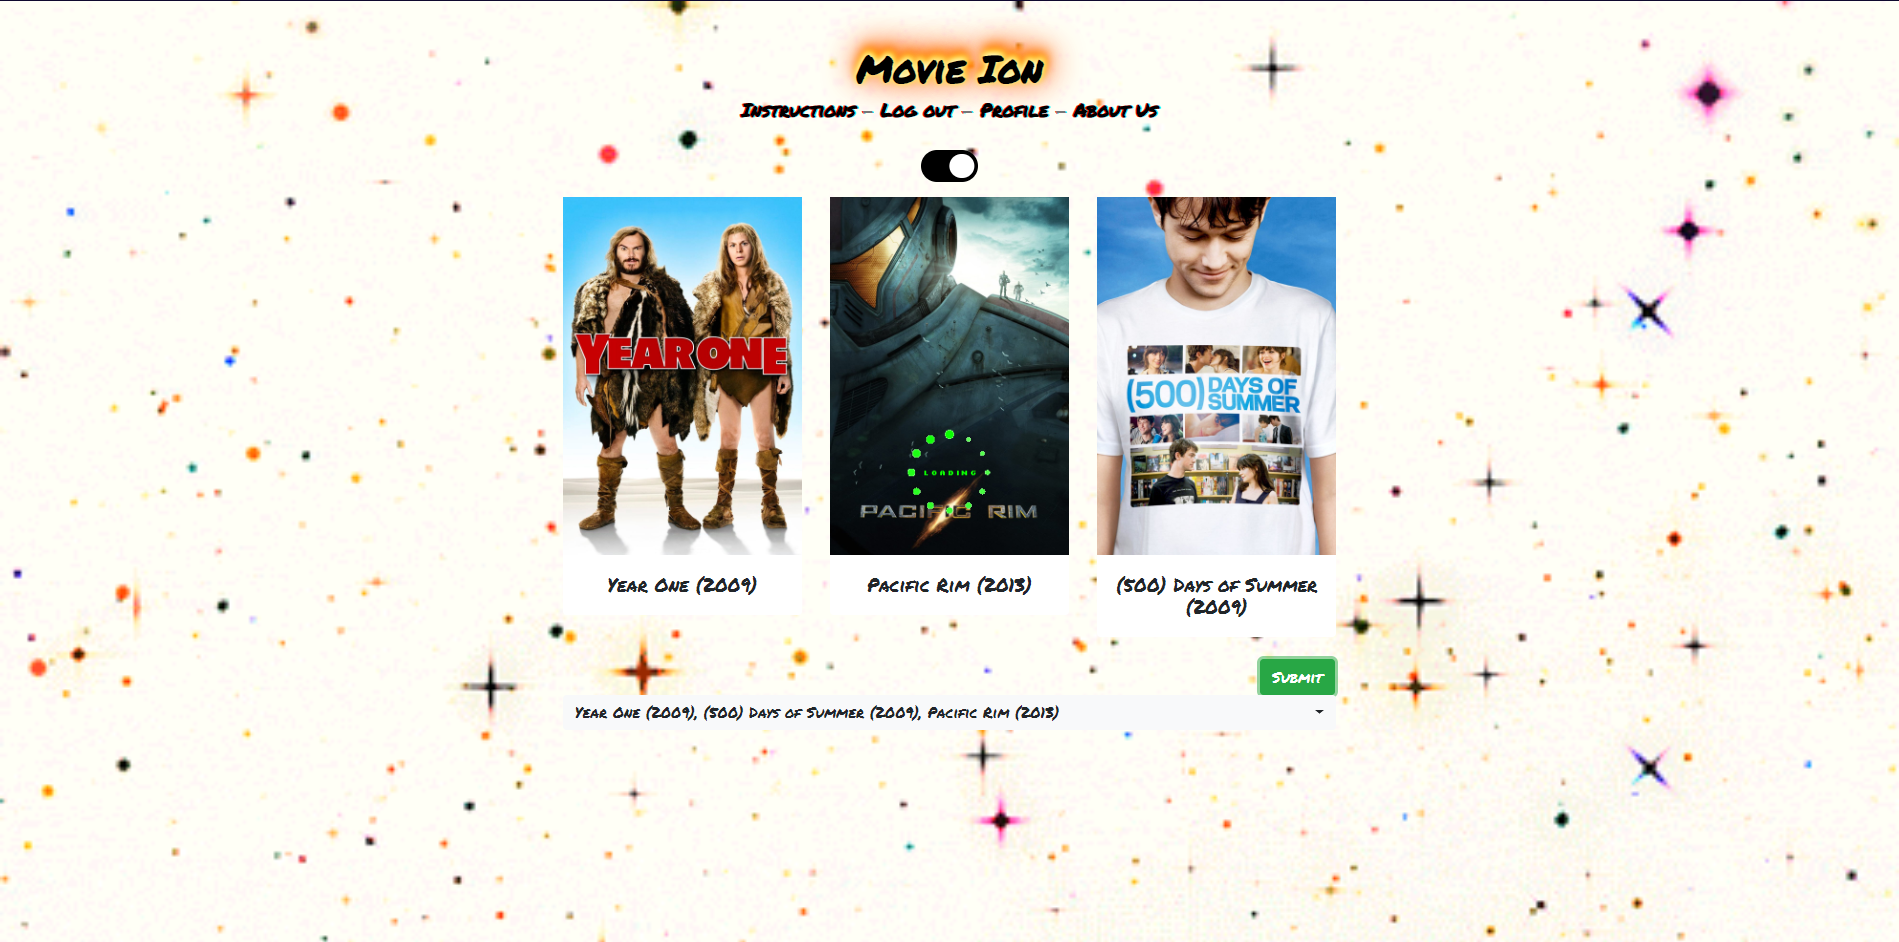 Movie Ion
Instructions – Log out – Profile – About Us
YEAR ONE
PACIFIC RIM
LOADING
(500) DAYS OF
SUMMER
Year One (2009)
Pacific Rim (2013)
(500) Days of Summer
(2009)
Submit
Year One (2009), (500) Days of Summer (2009), Pacific Rim (2013)